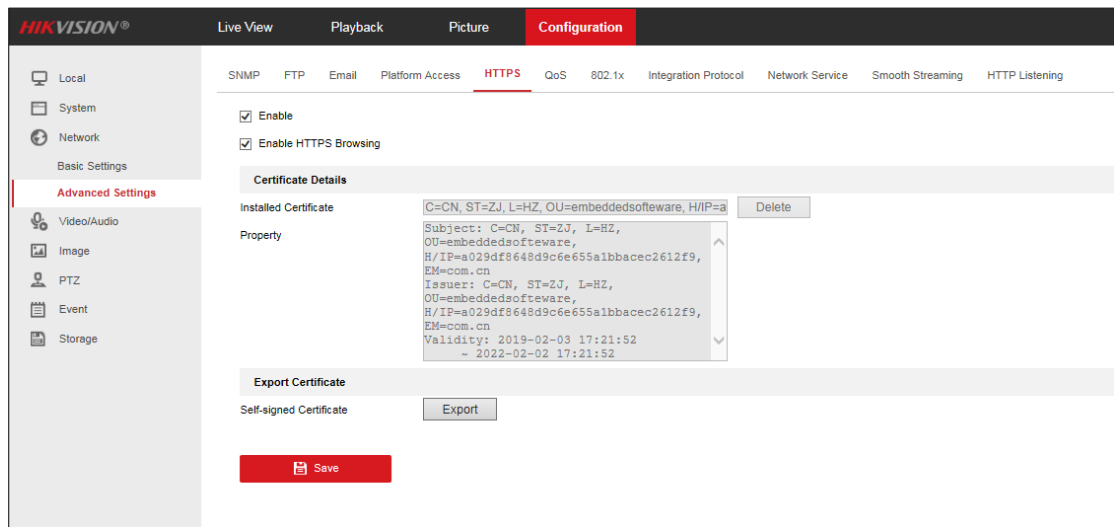 HIKVISION®
Live View Playback Picture Configuration
Local
System
Network
Basic Settings
Advanced Settings
Video/Audio
Image
PTZ
Event
Storage
SNMP FTP Email Platform Access HTTPS QoS 802.1x Integration Protocol Network Service Smooth Streaming HTTP Listening
Enable
Enable HTTPS Browsing
Certificate Details
Installed Certificate C=CN, ST=ZJ, L=HZ, OU=embeddedsofteware, H/IP=a Delete
Property
Subject: C=CN, ST=ZJ, L=HZ,
OU=embeddedsofteware,
H/IP=a029df8648d9c6e655a1bbacec2612f9,
EM=com.cn
Issuer: C=CN, ST=ZJ, L=HZ,
OU=embeddedsofteware,
H/IP=a029df8648d9c6e655a1bbacec2612f9,
EM=com.cn
Validity: 2019-02-03 17:21:52
~ 2022-02-02 17:21:52
Export Certificate
Self-signed Certificate Export
Save